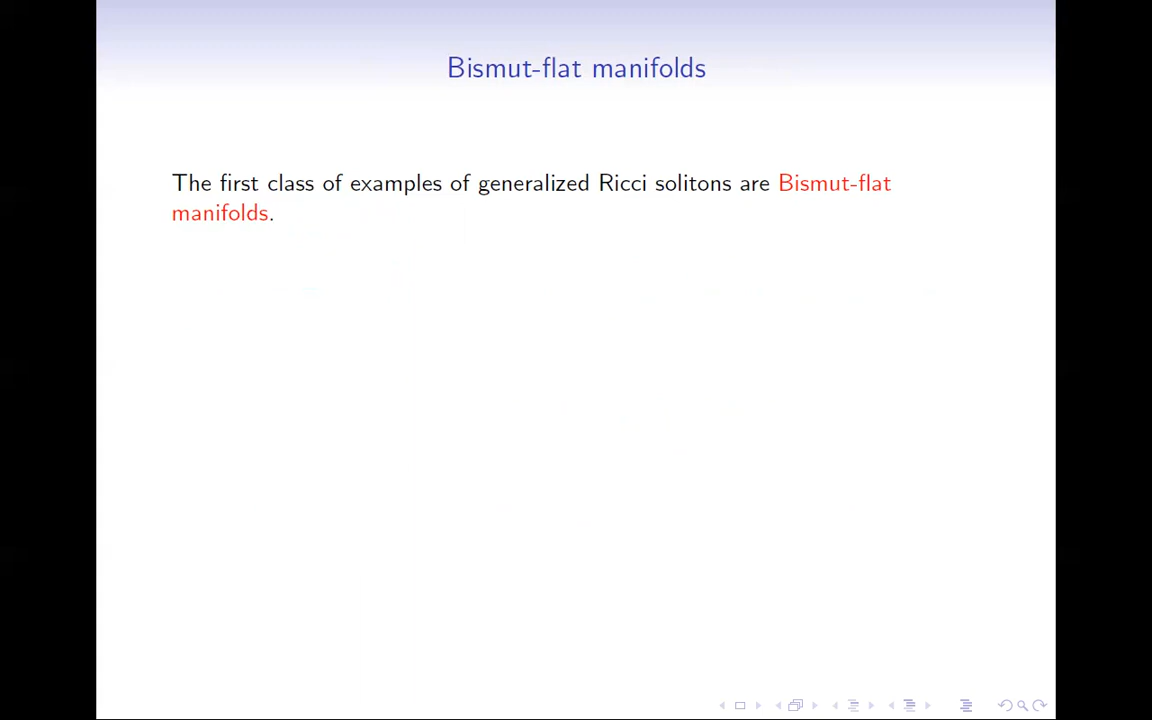 Bismut-flat manifolds
The first class of examples of generalized Ricci solitons are Bismut-flat
manifolds.